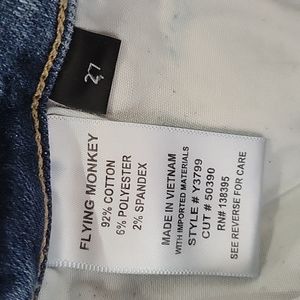 27
FLYING MONKEY
92% COTTON
6% POLYESTER
2% SPANDEX
MADE IN VIETNAM
WITH IMPORTED MATERIALS
STYLE # Y3799
CUT # 50390
RN# 138395
SEE REVERSE FOR CARE